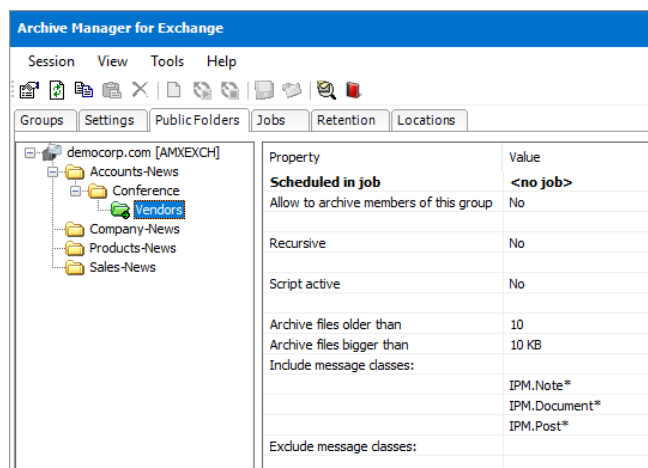 Archive Manager for Exchange
Session View Tools Help
Groups Settings Public Folders Jobs Retention Locations
democorp.com [AMXEXCH]
Accounts-News
Conference
Vendors
Company-News
Products-News
Sales-News
Property Value
Scheduled in job <no job>
Allow to archive members of this group No
Recursive No
Script active No
Archive files older than 10
Archive files bigger than 10 KB
Include message classes:
IPM.Note*
IPM.Document*
IPM.Post*
Exclude message classes: